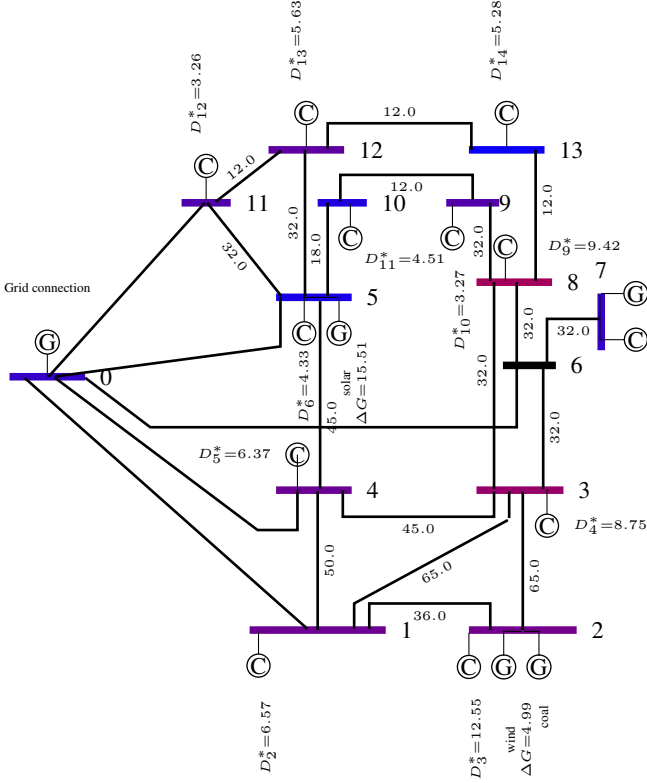 D*13=5.63
D*14=5.28
D*12=3.26
C
C
12.0
12
13
C
12.0
12.0
11
10
9
12.0
32.0
32.0
18.0
C
D*11=4.51
C
32.0
C
D*9=9.42
12.0
7
8
G
Grid connection
5
C
G
D*10=3.27
32.0
32.0
C
G
0
D*6=4.33
solar
ΔG=15.51
32.0
6
45.0
32.0
D*5=6.37
C
4
3
45.0
C
D*4=8.75
50.0
65.0
65.0
36.0
1
2
C
C
G
G
D*2=6.57
D*3=12.55
wind
ΔG=4.99
coal